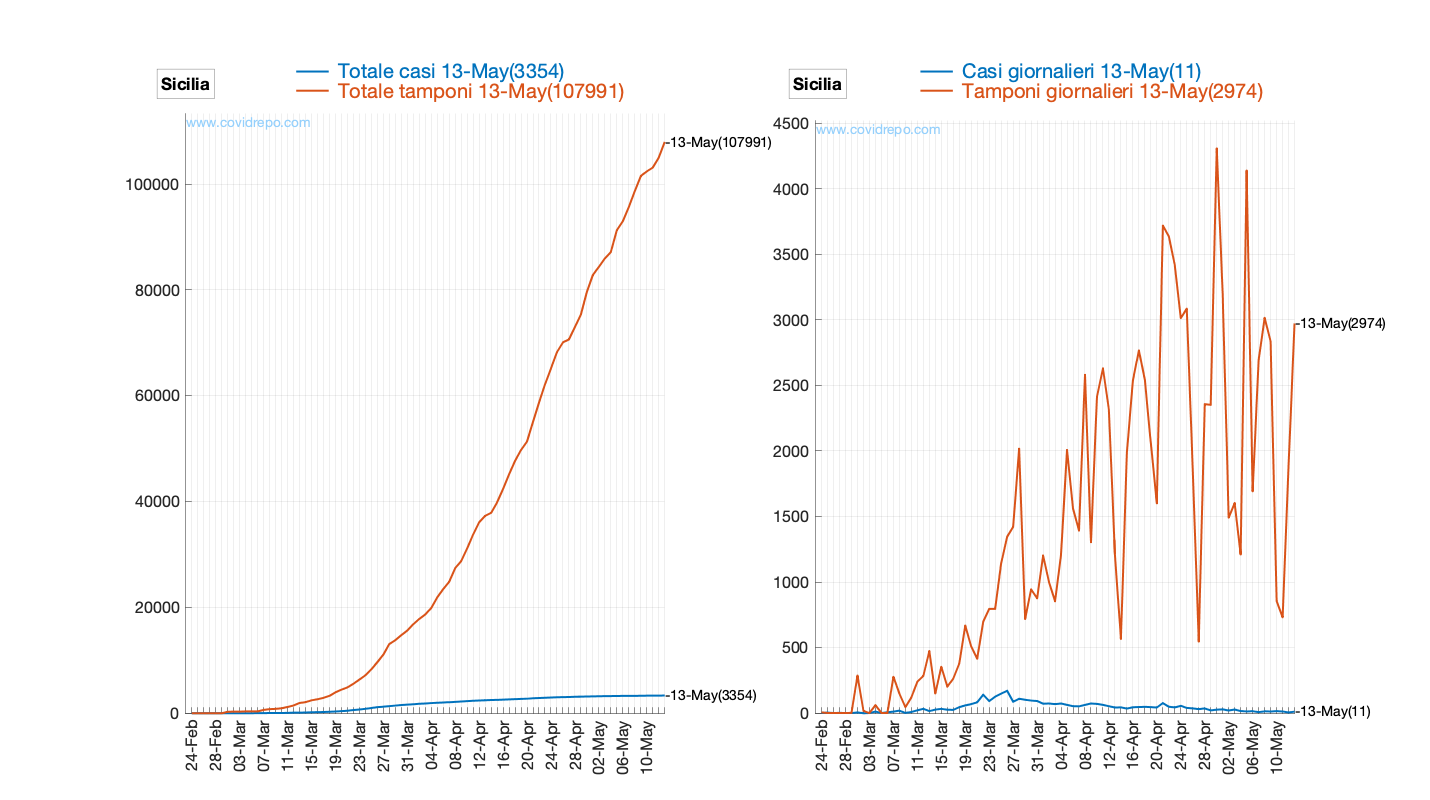 Sicilia
Totale casi 13-May(3354)
Totale tamponi 13-May(107991)
www.covidrepo.com
13-May(107991)
100000
80000
60000
40000
20000
0
13-May(3354)
24-Feb
28-Feb
03-Mar
07-Mar
11-Mar
15-Mar
19-Mar
23-Mar
27-Mar
31-Mar
04-Apr
08-Apr
12-Apr
16-Apr
20-Apr
24-Apr
28-Apr
02-May
06-May
10-May
Sicilia
Casi giornalieri 13-May(11)
Tamponi giornalieri 13-May(2974)
www.covidrepo.com
4500
4000
3500
3000
2500
2000
1500
1000
500
0
13-May(2974)
13-May(11)
24-Feb
28-Feb
03-Mar
07-Mar
11-Mar
15-Mar
19-Mar
23-Mar
27-Mar
31-Mar
04-Apr
08-Apr
12-Apr
16-Apr
20-Apr
24-Apr
28-Apr
02-May
06-May
10-May